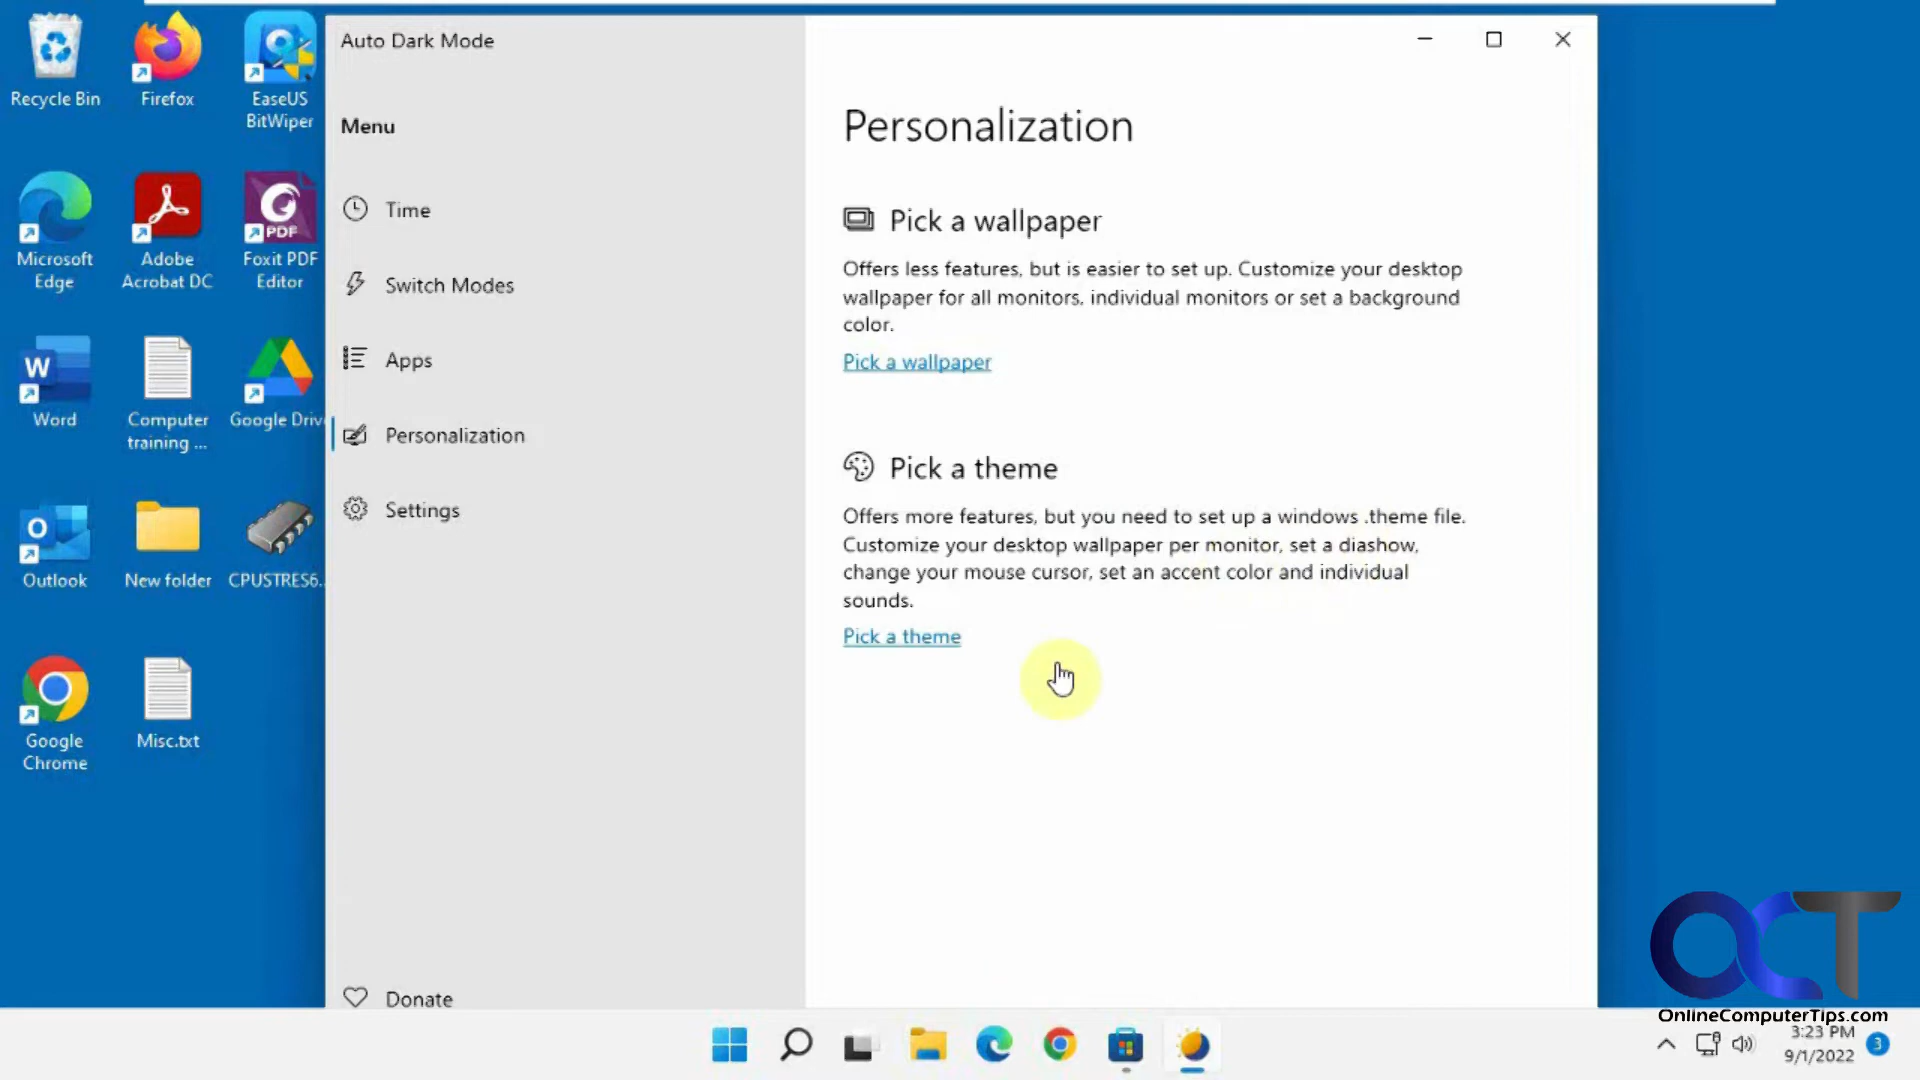 Recycle Bin
Firefox
EaseUS
BitWiper
Microsoft
Edge
Adobe
Acrobat DC
Foxit PDF
Editor
PDF
Word
Computer
training ...
Google Driv
Outlook
New folder
CPUSTRES6...
Google
Chrome
Misc.txt
Auto Dark Mode
Menu
Time
Switch Modes
Apps
Personalization
Settings
Donate
Personalization
Pick a wallpaper
Offers less features, but is easier to set up. Customize your desktop
wallpaper for all monitors, individual monitors or set a background
color.
Pick a wallpaper
Pick a theme
Offers more features, but you need to set up a windows .theme file.
Customize your desktop wallpaper per monitor, set a diashow,
change your mouse cursor, set an accent color and individual
sounds.
Pick a theme
OCT
OnlineComputerTips.com
3:23 PM
9/1/2022
3